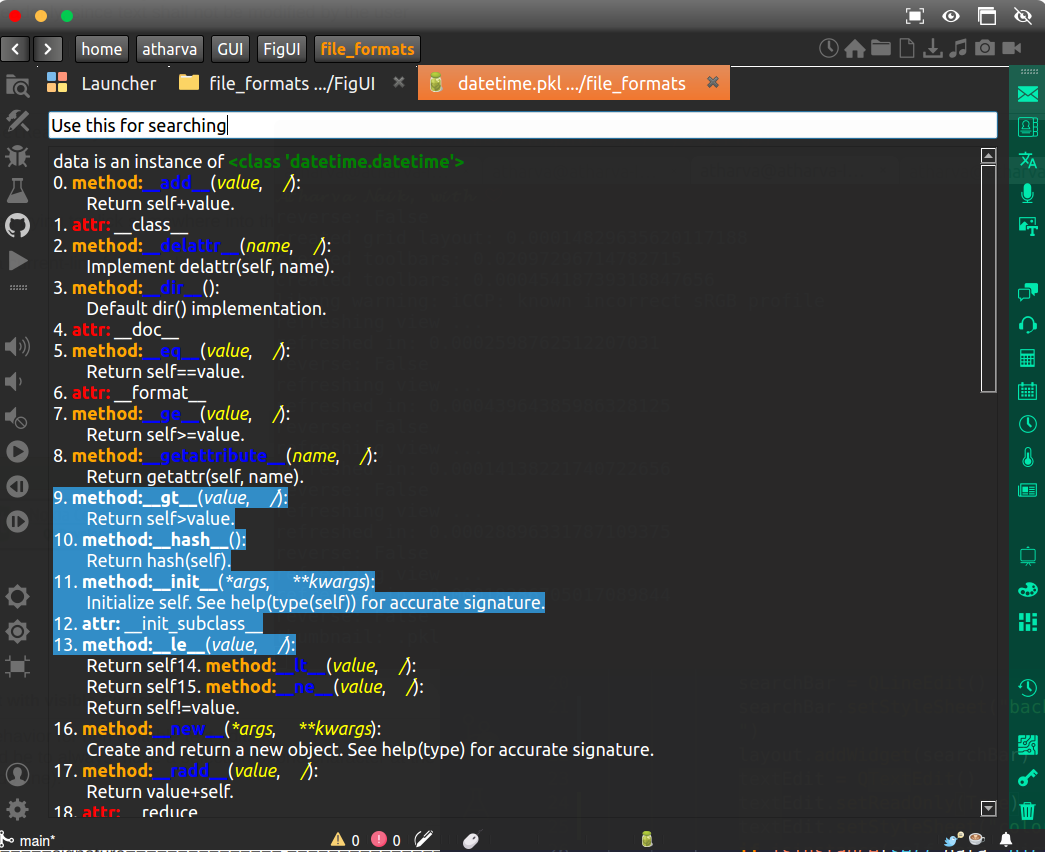 home atharva GUI FigUI file_formats
Launcher file_formats .../FigUI datetime.pkl .../file_formats
Use this for searching
data is an instance of <class 'datetime.datetime'>
0. method:__add__(value, /):
Return self+value.
1. attr: __class__
2. method:__delattr__(name, /):
Implement delattr(self, name).
3. method:__dir__():
Default dir() implementation.
4. attr: __doc__
5. method:__eq__(value, /):
Return self==value.
6. attr: __format__
7. method:__ge__(value, /):
Return self>=value.
8. method:__getattribute__(name, /):
Return getattr(self, name).
9. method:__gt__(value, /):
Return self>value.
10. method:__hash__():
Return hash(self).
11. method:__init__(*args, **kwargs):
Initialize self. See help(type(self)) for accurate signature.
12. attr: __init_subclass__
13. method:__le__(value, /):
Return self14. method:__lt__(value, /):
Return self15. method:__ne__(value, /):
Return self!=value.
16. method:__new__(*args, **kwargs):
Create and return a new object. See help(type) for accurate signature.
17. method:__radd__(value, /):
Return value+self.
18. attr: __reduce__
main* 0 0